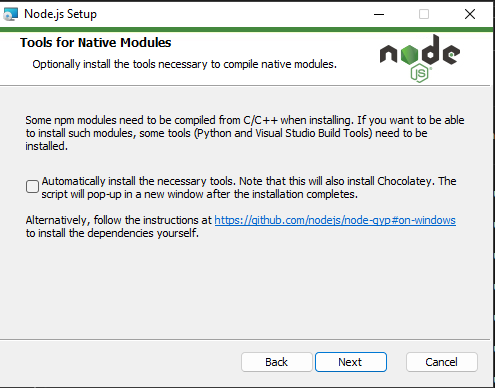 Node.js Setup
Tools for Native Modules
Optionally install the tools necessary to compile native modules.
node
JS
Some npm modules need to be compiled from C/C++ when installing. If you want to be able
to install such modules, some tools (Python and Visual Studio Build Tools) need to be
installed.
Automatically install the necessary tools. Note that this will also install Chocolatey. The
script will pop-up in a new window after the installation completes.
Alternatively, follow the instructions at https://github.com/nodejs/node-gyp#on-windows
to install the dependencies yourself.
Back Next Cancel